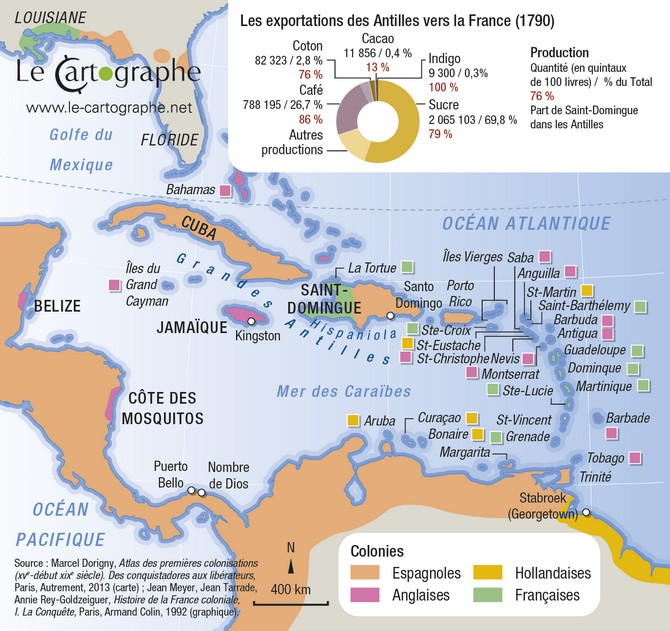 LOUISIANE
Le Cartographe
www.le-cartographe.net
Les exportations des Antilles vers la France (1790)
Coton
82 323 / 2,8 %
76 %
Cacao
11 856 / 0,4 %
13 %
Indigo
9 300 / 0,3%
100 %
Café
788 195 / 26,7 %
86 %
Sucre
2 065 103 / 69,8 %
79 %
Autres
productions
Production
Quantité (en quintaux
de 100 livres) / % du Total
76 %
Part de Saint-Domingue
dans les Antilles
Golfe du
Mexique
FLORIDE
Bahamas
OCÉAN ATLANTIQUE
CUBA
Îles du
Grand
Cayman
Grandes Antilles
La Tortue
SAINT-
DOMINGUE
Santo
Domingo
Hispaniola
Porto
Rico
Îles Vierges
Saba
Anguilla
St-Martin
Saint-Barthélemy
Barbuda
Antigua
Guadeloupe
Dominque
Martinique
BELIZE
JAMAÏQUE
Kingston
Ste-Croix
St-Eustache
St-Christophe
Nevis
Montserrat
Ste-Lucie
CÔTE DES
MOSQUITOS
Mer des Caraïbes
Aruba
Curaçao
Bonaire
St-Vincent
Grenade
Barbade
Margarita
Tobago
Trinité
Puerto
Bello
Nombre
de Dios
Stabroek
(Georgetown)
OCÉAN
PACIFIQUE
Source : Marcel Dorigny, Atlas des premières colonisations
(XVe-début XIXe siècle). Des conquistadores aux libérateurs,
Paris, Autrement, 2013 (carte) ; Jean Meyer, Jean Tarrade,
Annie Rey-Goldzeiguer, Histoire de la France coloniale,
I. La Conquête, Paris, Armand Colin, 1992 (graphique).
N
400 km
Colonies
Espagnoles
Hollandaises
Anglaises
Françaises